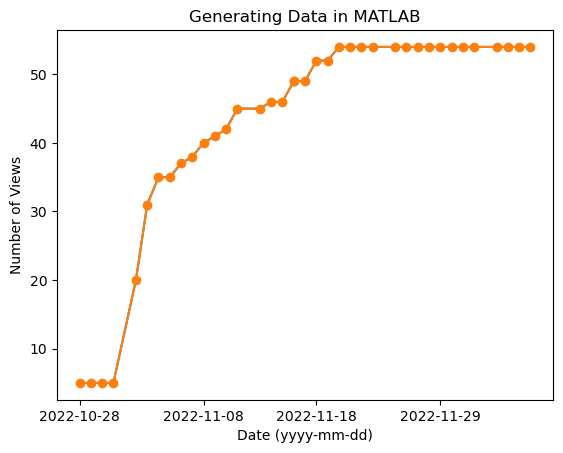 Generating Data in MATLAB
Number of Views
50
40
30
20
10
2022-10-28 2022-11-08 2022-11-18 2022-11-29
Date (yyyy-mm-dd)